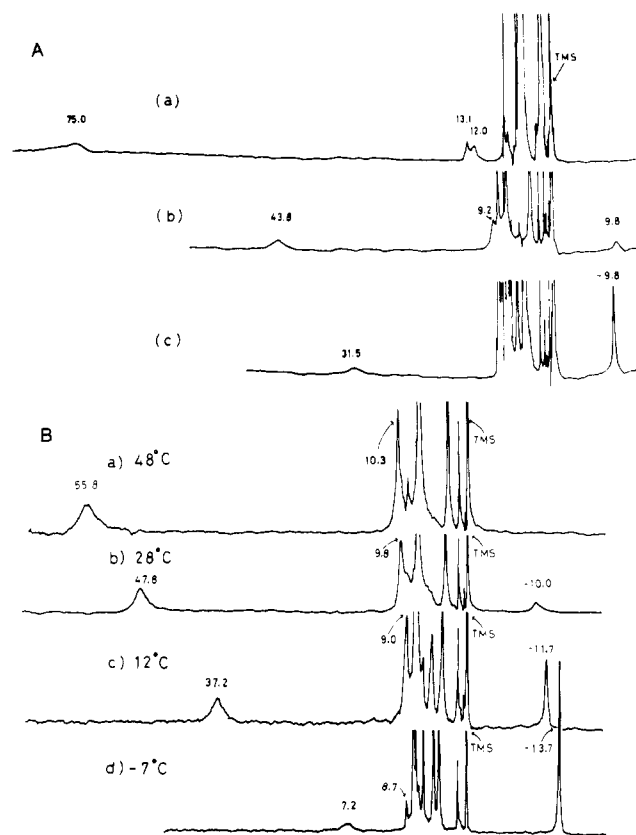 A
TMS
(a)
75.0
13.1
12.0
(b)
43.8
9.2
9.8
(c)
31.5
-9.8
B
a) 48°C
55.8
10.3
TMS
b) 28°C
47.8
9.8
TMS
-10.0
c) 12°C
37.2
9.0
TMS
-11.7
d) -7°C
7.2
8.7
TMS
-13.7